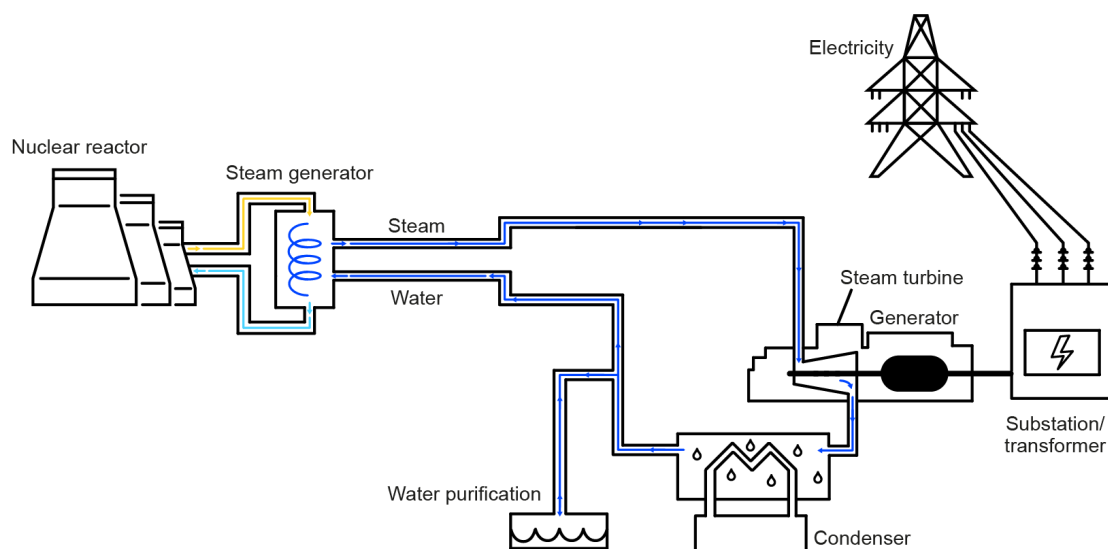 Electricity
Nuclear reactor
Steam generator
Steam
Water
Steam turbine
Generator
Substation/
transformer
Water purification
Condenser